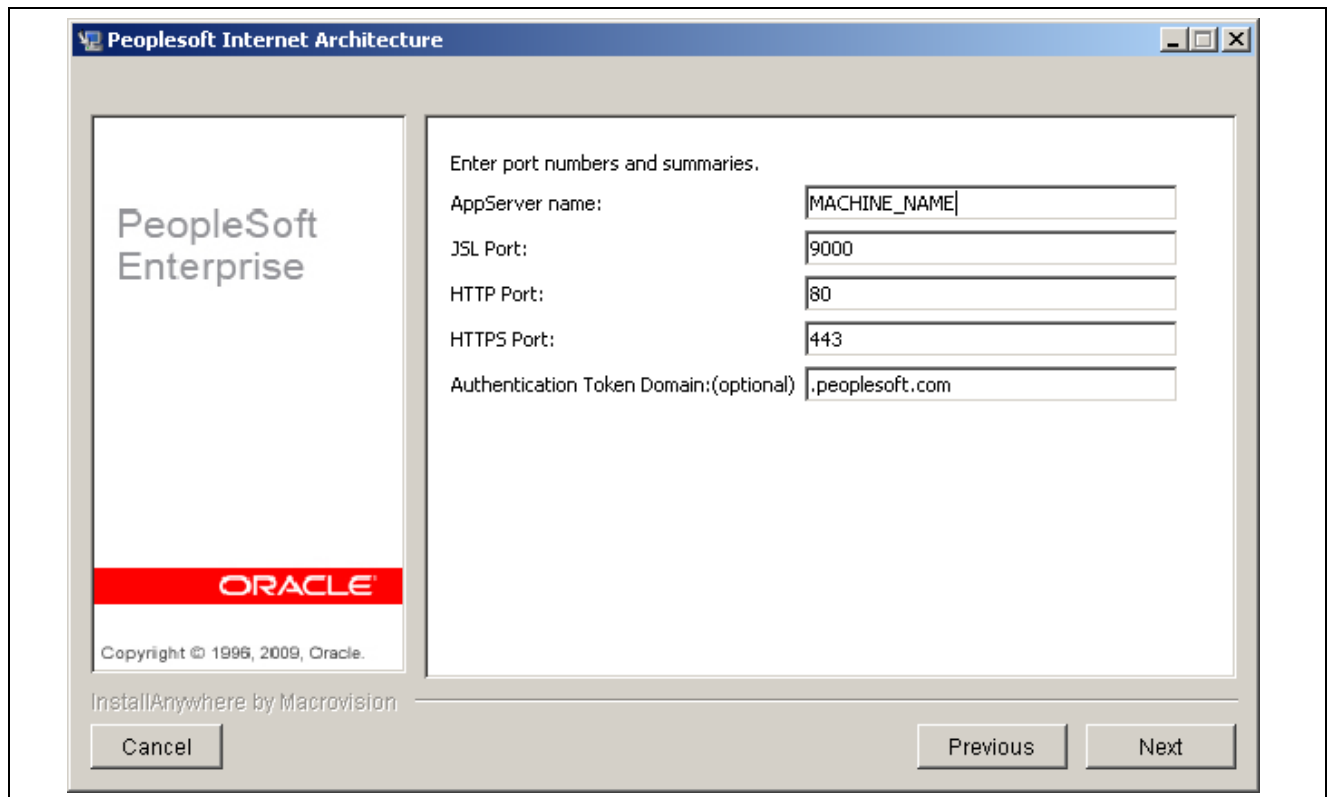 Peoplesoft Internet Architecture
PeopleSoft
Enterprise
ORACLE
Copyright © 1996, 2009, Oracle.
Enter port numbers and summaries.
AppServer name: MACHINE_NAME
JSL Port: 9000
HTTP Port: 80
HTTPS Port: 443
Authentication Token Domain:(optional) .peoplesoft.com
InstallAnywhere by Macrovision
Cancel Previous Next